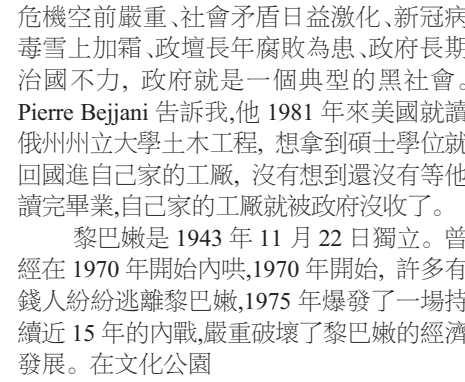 危機空前嚴重、社會矛盾日益激化、新冠病
毒雪上加霜、政壇長年腐敗為患、政府長期
治國不力, 政府就是一個典型的黑社會。
Pierre Bejjani 告訴我,他 1981 年來美國就讀
俄州州立大學土木工程, 想拿到碩士學位就
回國進自己家的工廠, 沒有想到還沒有等他
讀完畢業,自己家的工厰就被政府沒收了。
黎巴嫩是 1943 年 11 月 22 日獨立。曾
經在 1970 年開始內哄,1970 年開始, 許多有
錢人紛紛逃離黎巴嫩,1975 年爆發了一場持
續近 15 年的內戰,嚴重破壞了黎巴嫩的經濟
發展。在文化公園